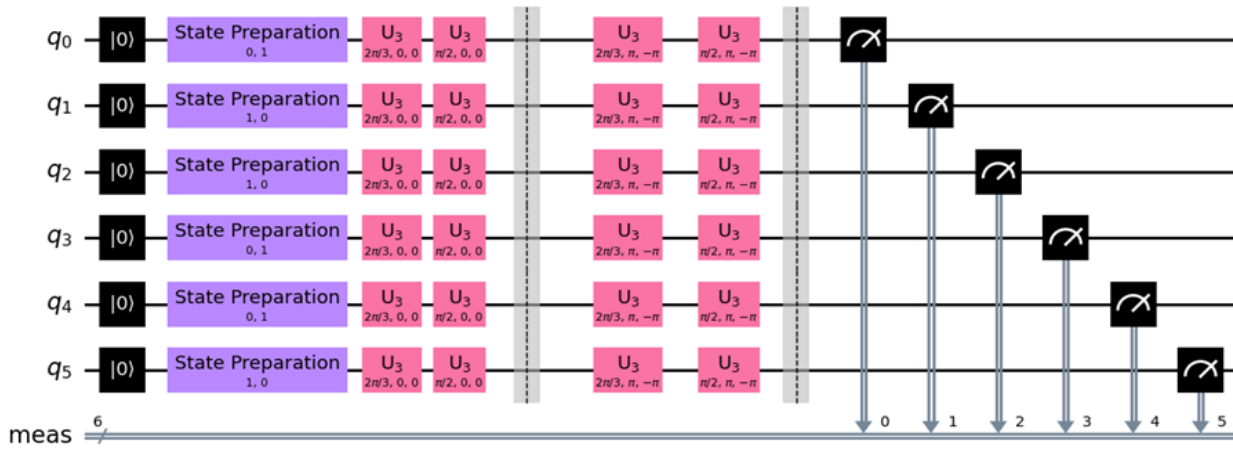 q0 |0⟩ State Preparation 0, 1 U3 2π/3, 0, 0 U3 π/2, 0, 0 U3 2π/3, π, −π U3 π/2, π, −π
q1 |0⟩ State Preparation 1, 0 U3 2π/3, 0, 0 U3 π/2, 0, 0 U3 2π/3, π, −π U3 π/2, π, −π
q2 |0⟩ State Preparation 1, 0 U3 2π/3, 0, 0 U3 π/2, 0, 0 U3 2π/3, π, −π U3 π/2, π, −π
q3 |0⟩ State Preparation 0, 1 U3 2π/3, 0, 0 U3 π/2, 0, 0 U3 2π/3, π, −π U3 π/2, π, −π
q4 |0⟩ State Preparation 0, 1 U3 2π/3, 0, 0 U3 π/2, 0, 0 U3 2π/3, π, −π U3 π/2, π, −π
q5 |0⟩ State Preparation 1, 0 U3 2π/3, 0, 0 U3 π/2, 0, 0 U3 2π/3, π, −π U3 π/2, π, −π
meas 6 0 1 2 3 4 5